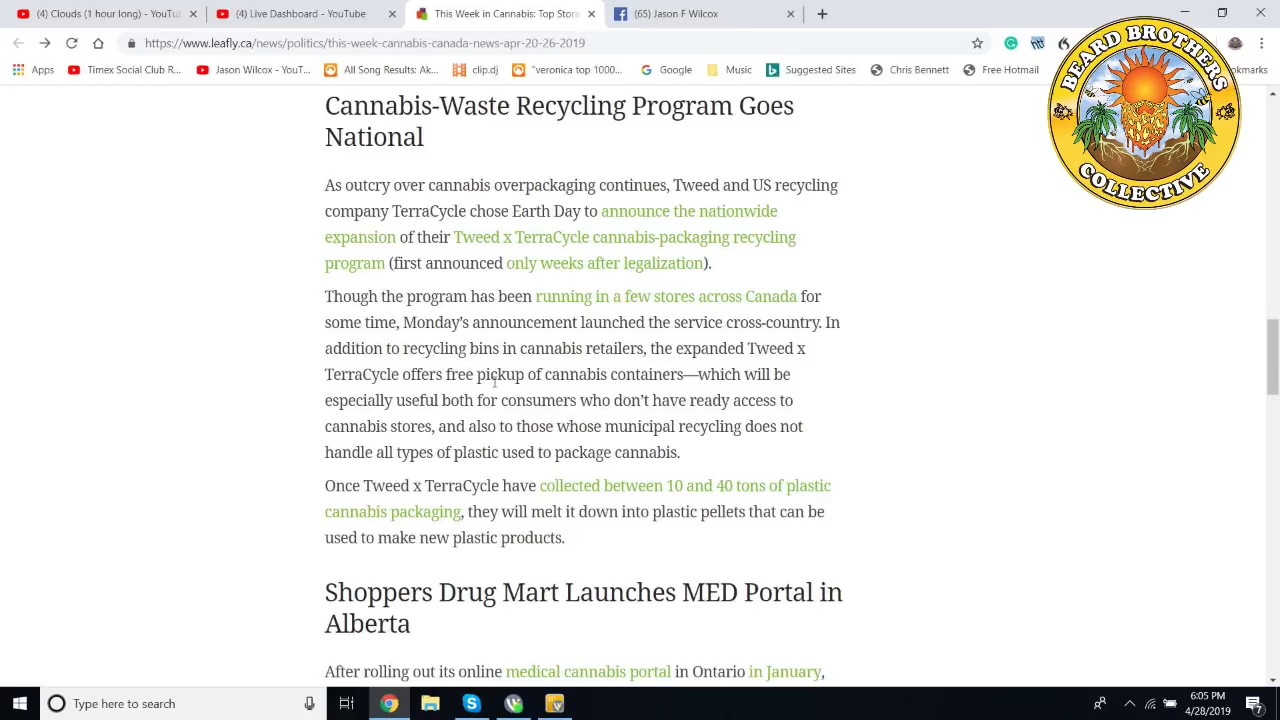 (4) Clouds (1 hour long) - YouTu
(4) Live Dashboard - YouTube
This Week in Cannabis: Top Stori
(65) Jason F Wilcox
https://www.leafly.ca/news/politics/this-week-cannabis-canada-news-apr-20-26-2019
Apps
Timex Social Club R...
Jason Wilcox - YouT...
All Song Results: Ak...
clip.dj
"veronica top 1000...
Google
Music
Suggested Sites
Chris Bennett
Free Hotmail
okmarks
BEARD BROTHERS
COLLECTIVE
Cannabis-Waste Recycling Program Goes
National
As outcry over cannabis overpackaging continues, Tweed and US recycling
company TerraCycle chose Earth Day to announce the nationwide
expansion of their Tweed x TerraCycle cannabis-packaging recycling
program (first announced only weeks after legalization).
Though the program has been running in a few stores across Canada for
some time, Monday’s announcement launched the service cross-country. In
addition to recycling bins in cannabis retailers, the expanded Tweed x
TerraCycle offers free pickup of cannabis containers—which will be
especially useful both for consumers who don’t have ready access to
cannabis stores, and also to those whose municipal recycling does not
handle all types of plastic used to package cannabis.
Once Tweed x TerraCycle have collected between 10 and 40 tons of plastic
cannabis packaging, they will melt it down into plastic pellets that can be
used to make new plastic products.
Shoppers Drug Mart Launches MED Portal in
Alberta
After rolling out its online medical cannabis portal in Ontario in January,
Type here to search
6:05 PM
4/28/2019
7